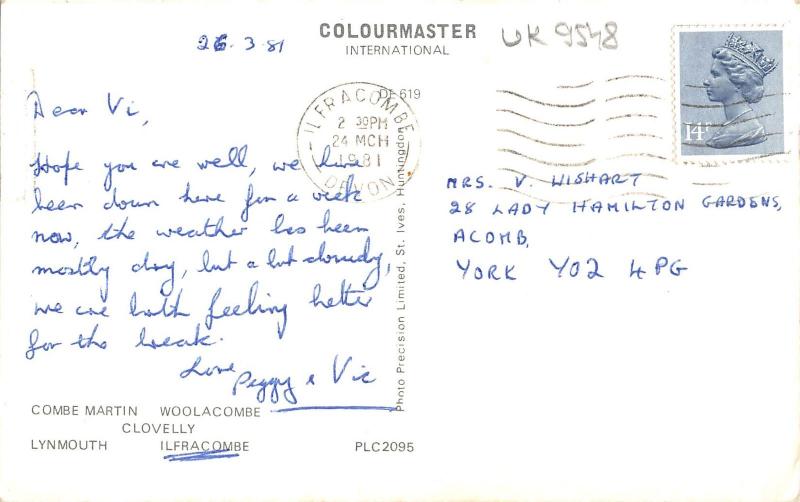 COLOURMASTER
INTERNATIONAL
UK 9548
26.3.81
DE 619
ILFRACOMBE
2 30PM
24 MCH
1981
DEVON
14P
Dear Vi,
Hope you are well, we have
been down here for a week
now, the weather has been
mostly dry, but a bit cloudy,
we are both feeling better
for the break.
Love
Peggy & Vic
MRS. V. WISHART
28 LADY HAMILTON GARDENS,
ACOMB,
YORK YO2 4PG
Photo Precision Limited, St. Ives, Huntingdon
COMBE MARTIN WOOLACOMBE
CLOVELLY
LYNMOUTH ILFRACOMBE
PLC2095